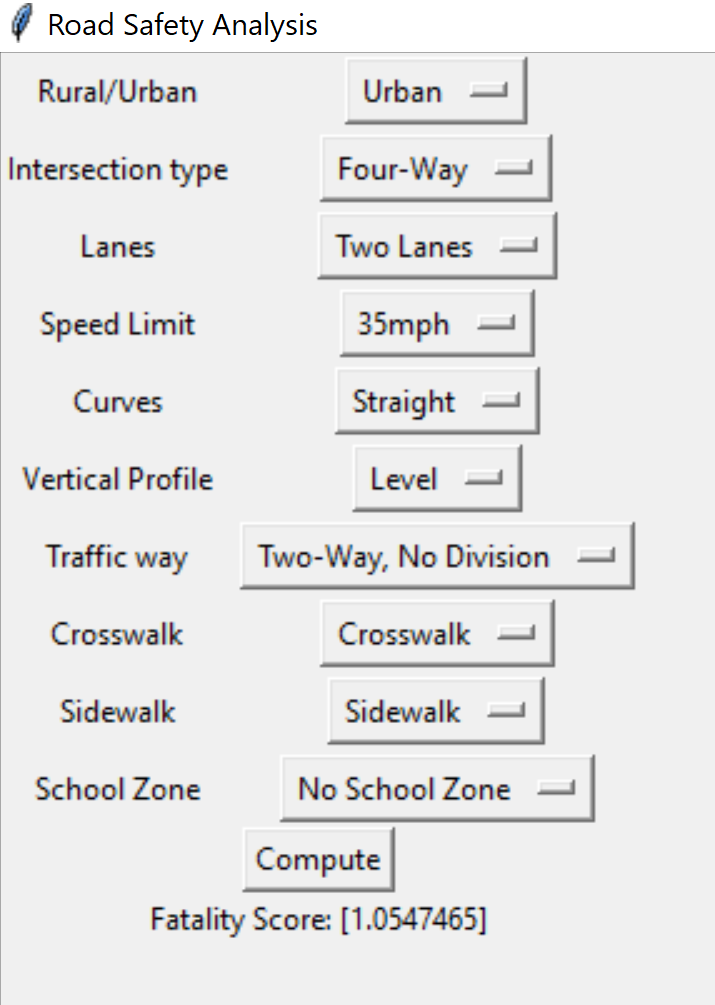 Road Safety Analysis
Rural/Urban Urban
Intersection type Four-Way
Lanes Two Lanes
Speed Limit 35mph
Curves Straight
Vertical Profile Level
Traffic way Two-Way, No Division
Crosswalk Crosswalk
Sidewalk Sidewalk
School Zone No School Zone
Compute
Fatality Score: [1.0547465]